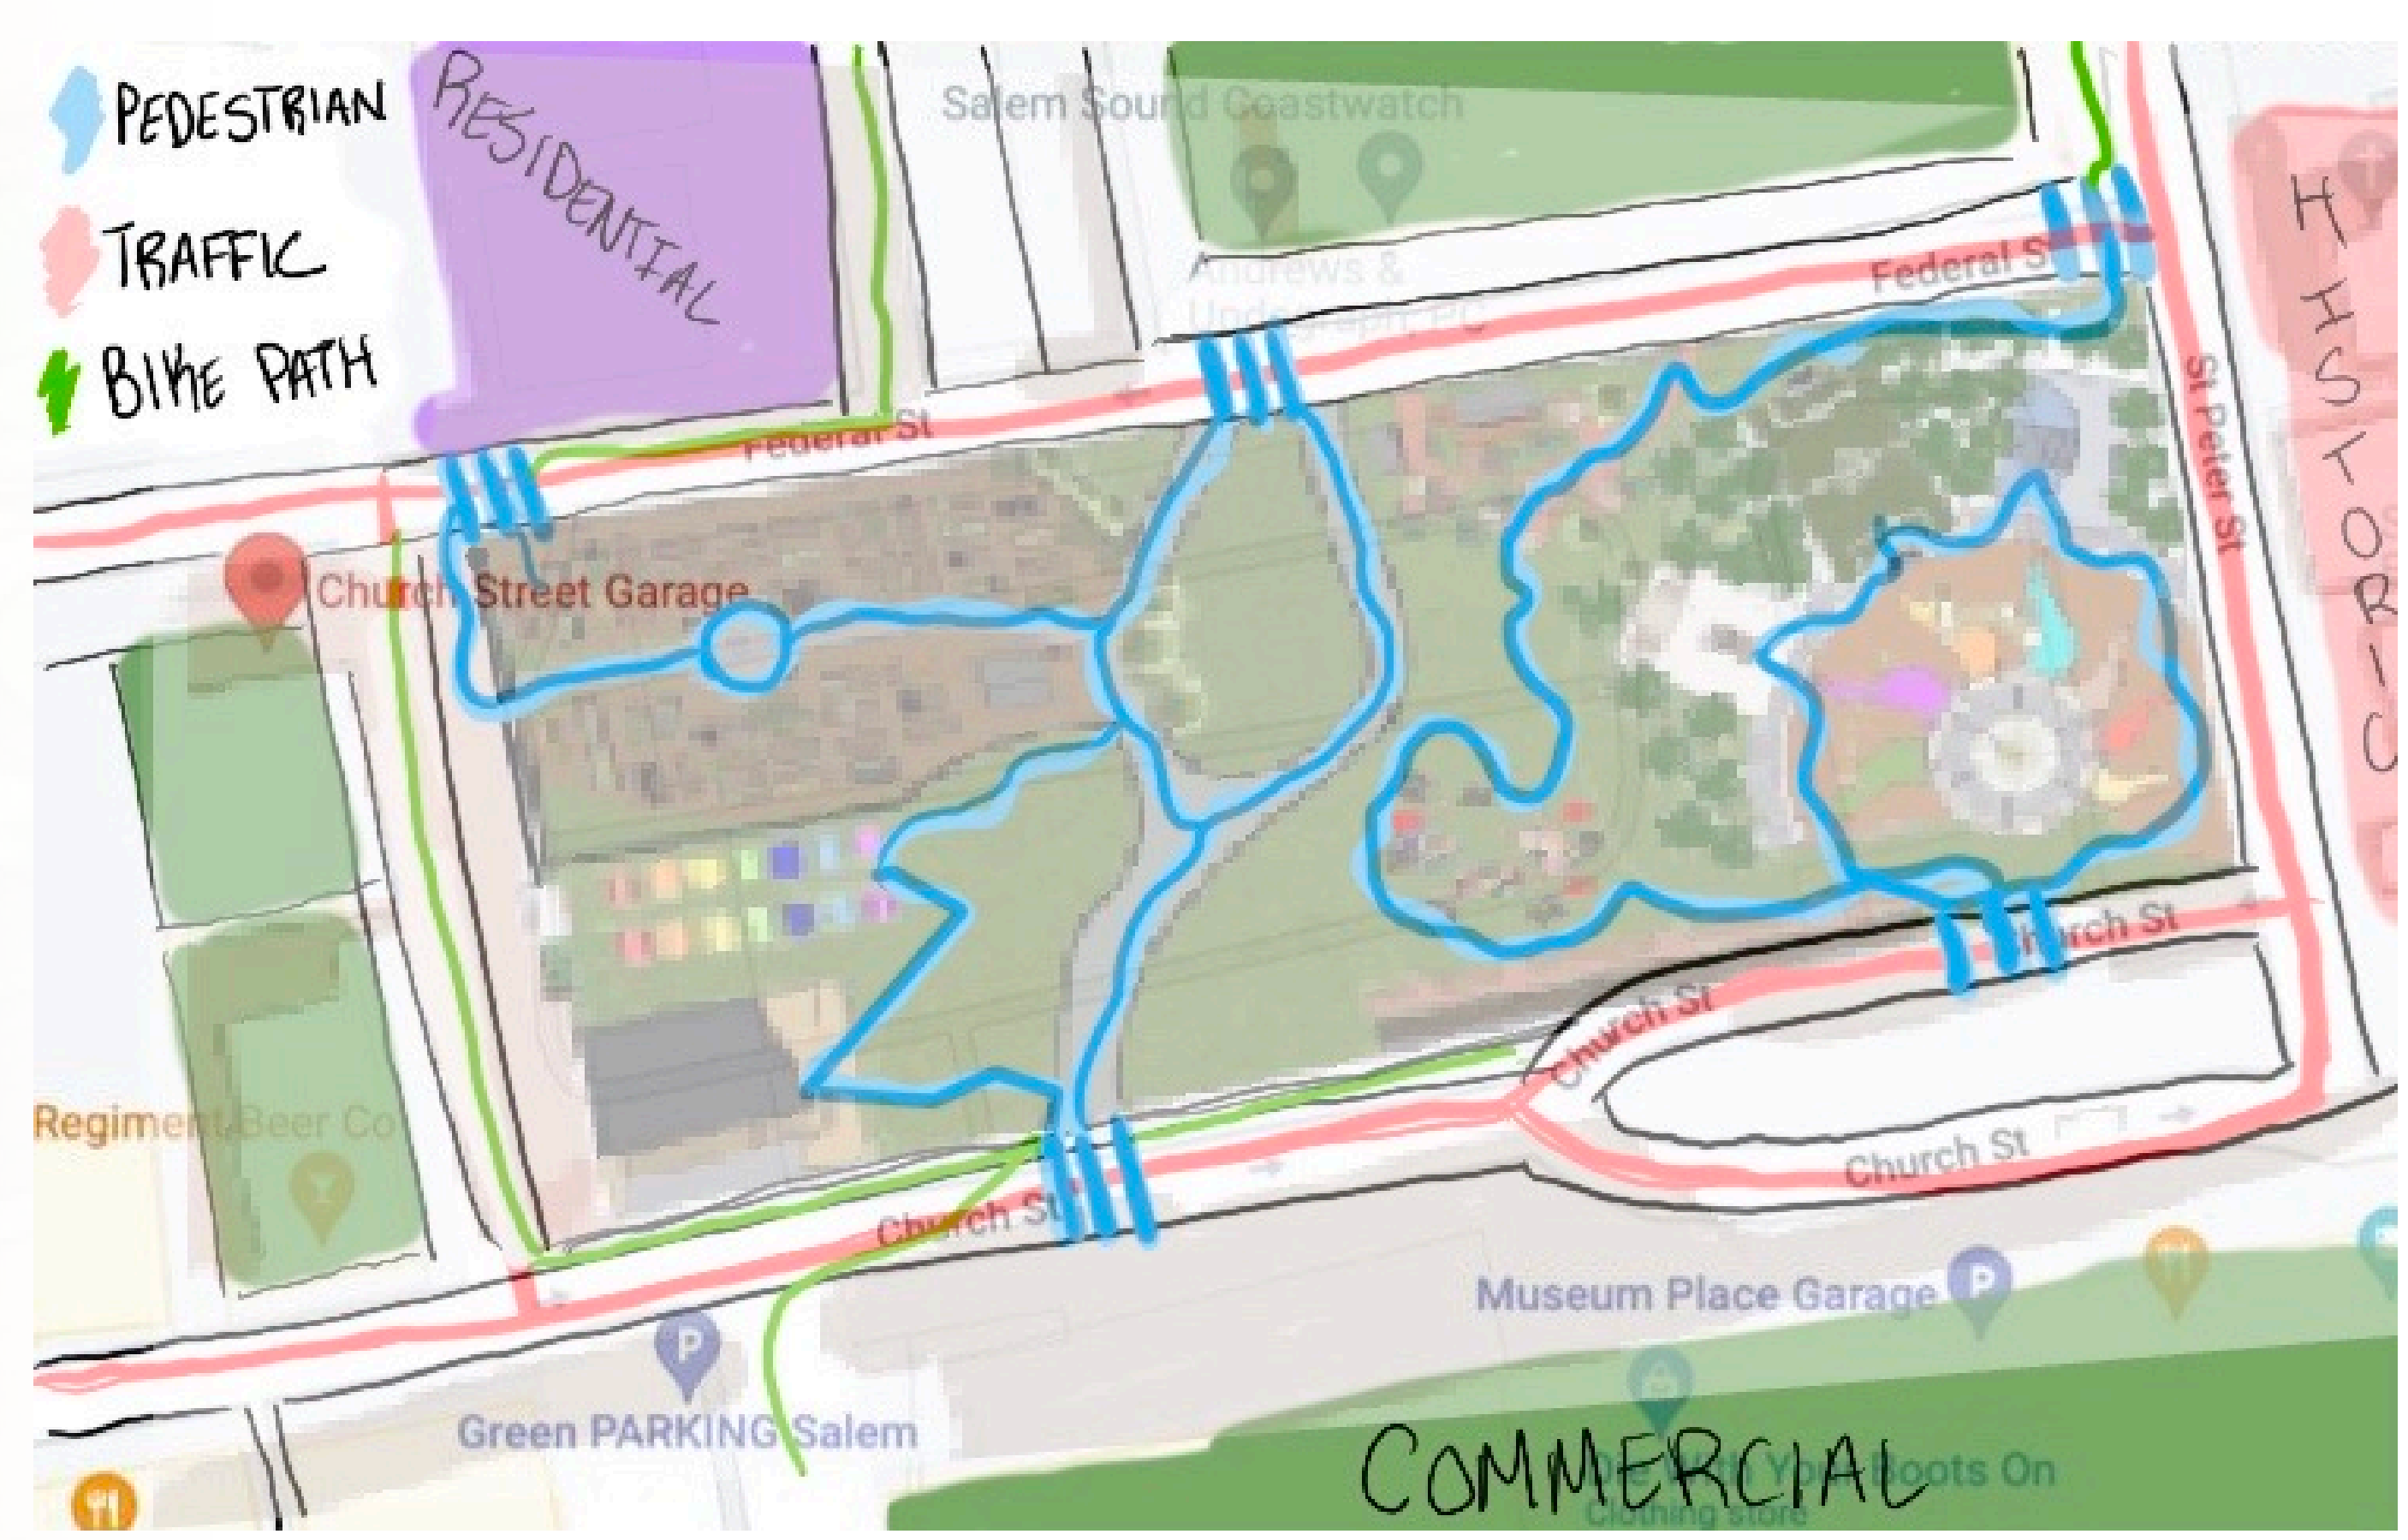 PEDESTRIAN
TRAFFIC
BIKE PATH
RESIDENTIAL
Salem Sound Coastwatch
Andrews &
Federal S
Federal St
St Peter St
HISTORIC
Church Street Garage
Church St
Church St
Church St
Church St
Regiment Beer Co
P
Museum Place Garage
P
Green PARKING Salem
COMMERCIAL
Boots On
Clothing store